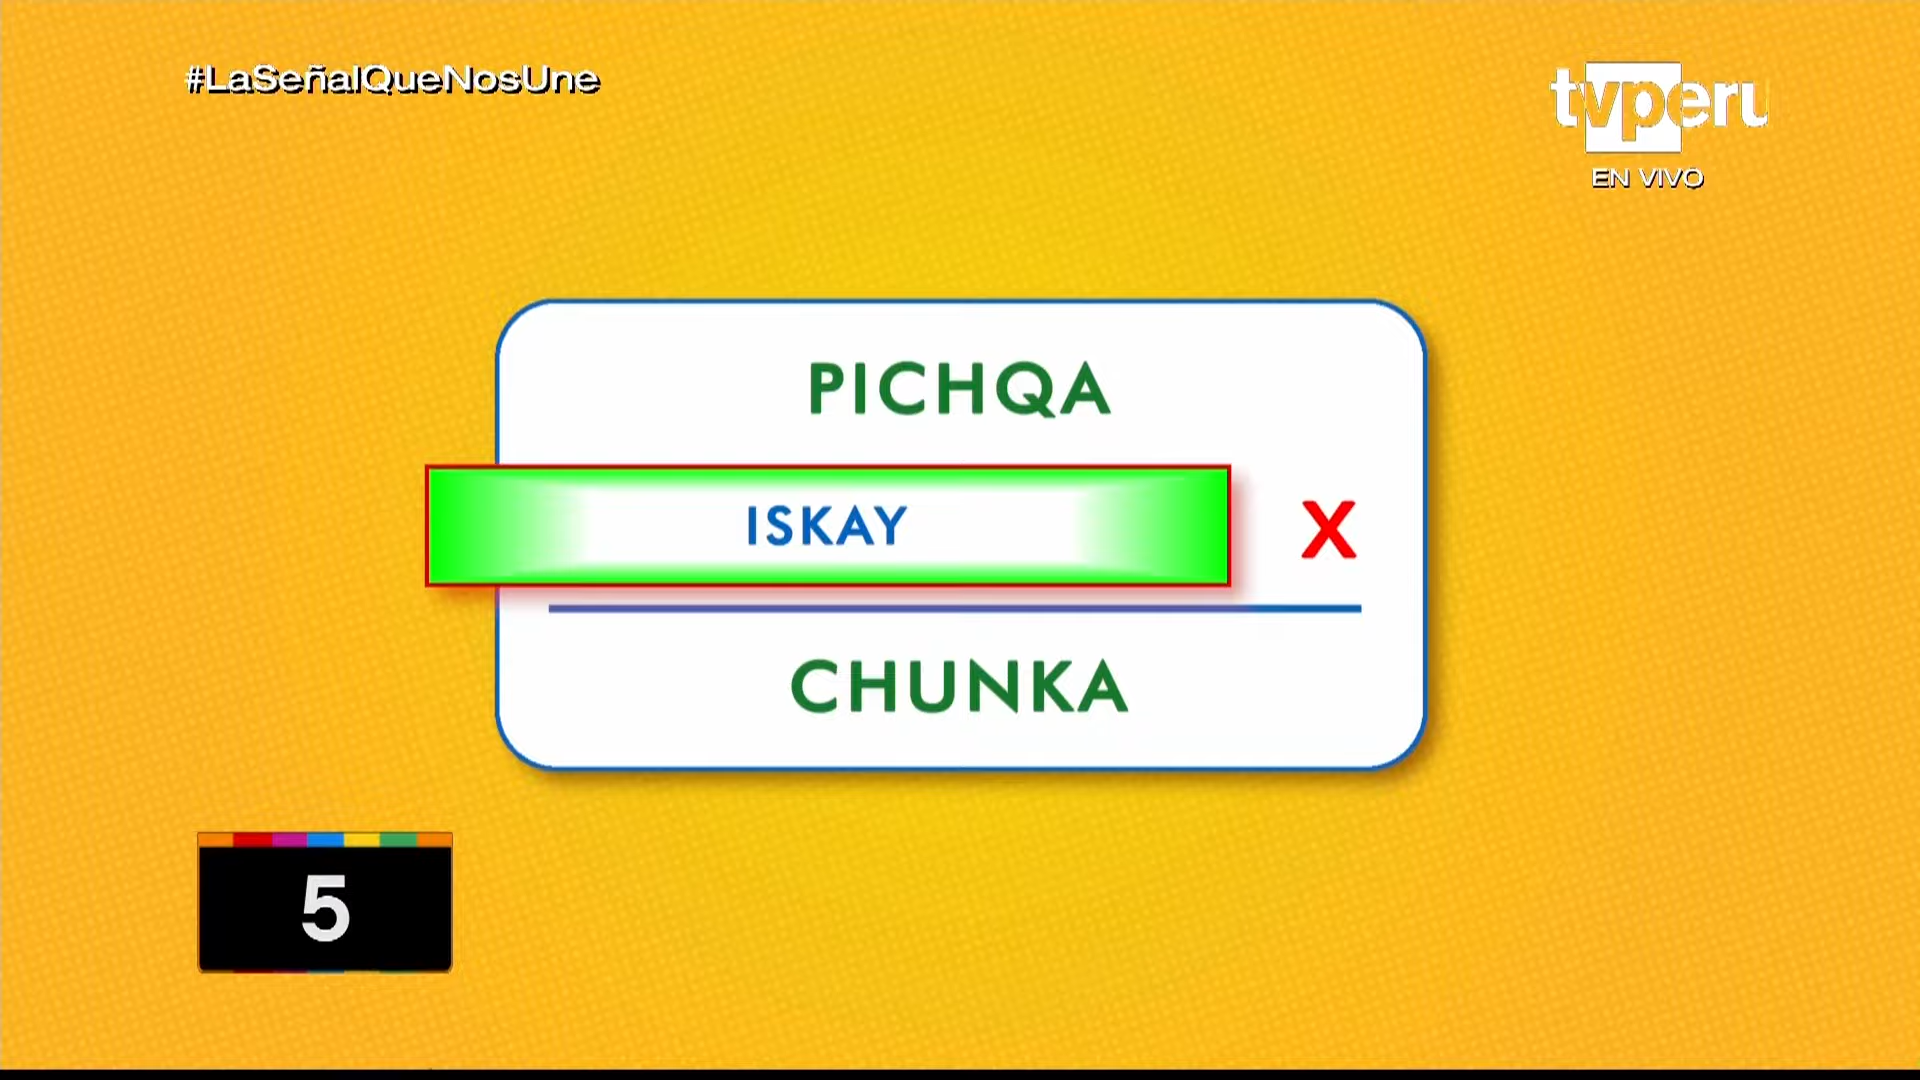 #LaSeñalQueNosUne
tvperu
EN VIVO
PICHQA
ISKAY
X
CHUNKA
5